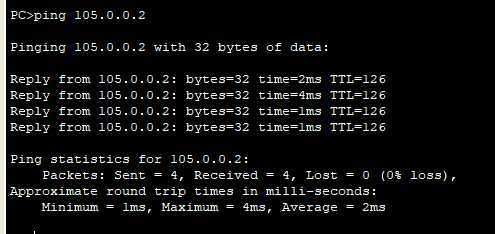 PC>ping 105.0.0.2
Pinging 105.0.0.2 with 32 bytes of data:
Reply from 105.0.0.2: bytes=32 time=2ms TTL=126
Reply from 105.0.0.2: bytes=32 time=4ms TTL=126
Reply from 105.0.0.2: bytes=32 time=1ms TTL=126
Reply from 105.0.0.2: bytes=32 time=1ms TTL=126
Ping statistics for 105.0.0.2:
Packets: Sent = 4, Received = 4, Lost = 0 (0% loss),
Approximate round trip times in milli-seconds:
Minimum = 1ms, Maximum = 4ms, Average = 2ms